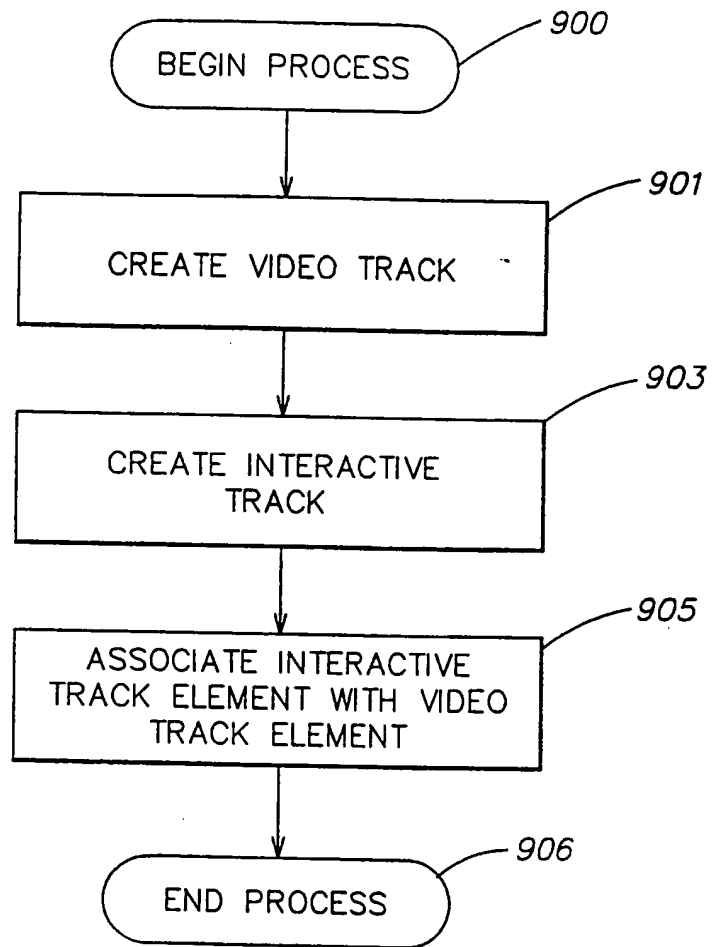 900
BEGIN PROCESS
901
CREATE VIDEO TRACK
903
CREATE INTERACTIVE
TRACK
905
ASSOCIATE INTERACTIVE
TRACK ELEMENT WITH VIDEO
TRACK ELEMENT
906
END PROCESS